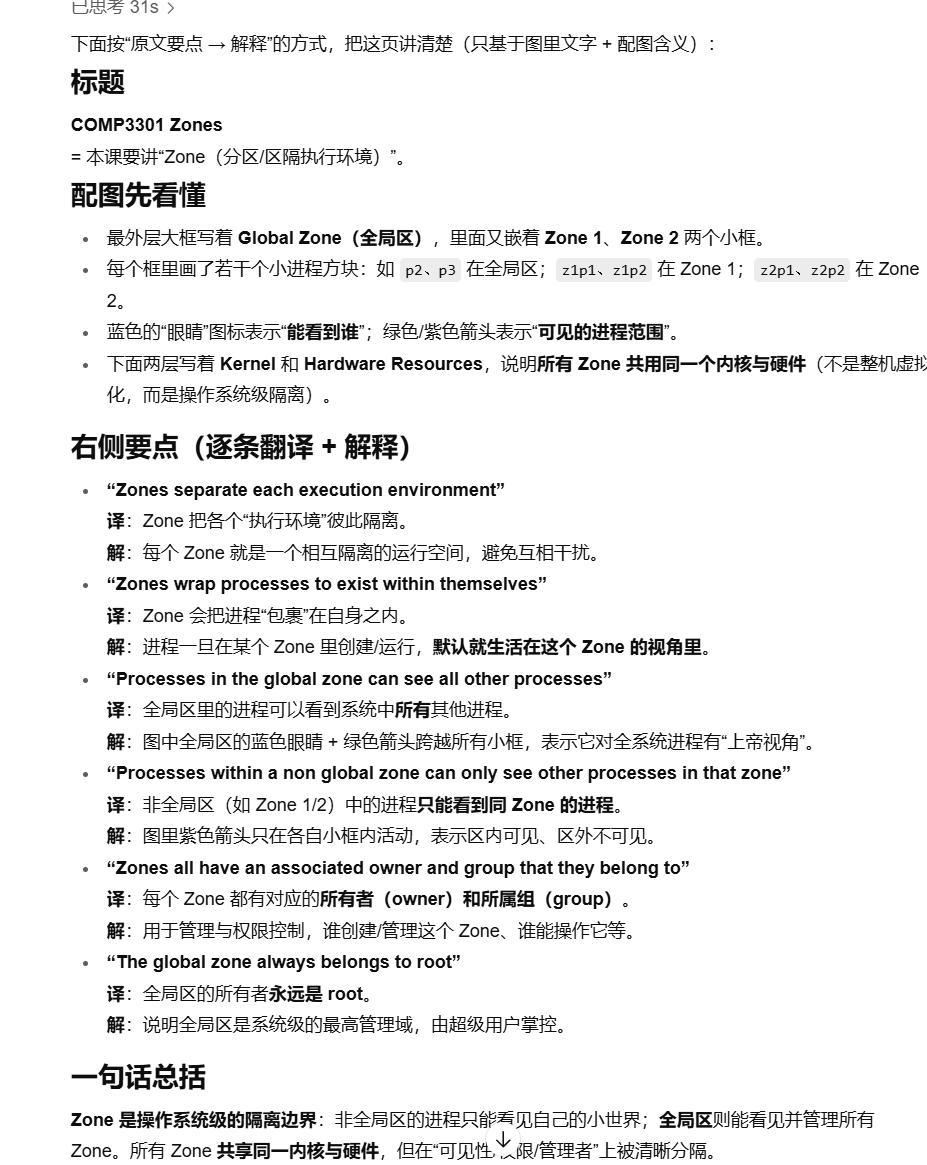 已思考 31s >
下面按“原文要点 → 解释”的方式，把这页讲清楚（只基于图里文字 + 配图含义）：
标题
COMP3301 Zones
= 本课要讲“Zone（分区/区隔执行环境）”。
配图先看懂
• 最外层大框写着 Global Zone（全局区），里面又嵌着 Zone 1、Zone 2 两个小框。
• 每个框里画了若干个小进程方块：如 p2、p3 在全局区；z1p1、z1p2 在 Zone 1；z2p1、z2p2 在 Zone
2。
• 蓝色的“眼睛”图标表示“能看到谁”；绿色/紫色箭头表示“可见的进程范围”。
• 下面两层写着 Kernel 和 Hardware Resources，说明所有 Zone 共用同一个内核与硬件（不是整机虚拟
化，而是操作系统级隔离）。
右侧要点（逐条翻译 + 解释）
• “Zones separate each execution environment”
译：Zone 把各个“执行环境”彼此隔离。
解：每个 Zone 就是一个相互隔离的运行空间，避免互相干扰。
• “Zones wrap processes to exist within themselves”
译：Zone 会把进程“包裹”在自身之内。
解：进程一旦在某个 Zone 里创建/运行，默认就生活在这个 Zone 的视角里。
• “Processes in the global zone can see all other processes”
译：全局区里的进程可以看到系统中所有其他进程。
解：图中全局区的蓝色眼睛 + 绿色箭头跨越所有小框，表示它对全系统进程有“上帝视角”。
• “Processes within a non global zone can only see other processes in that zone”
译：非全局区（如 Zone 1/2）中的进程只能看到同 Zone 的进程。
解：图里紫色箭头只在各自小框内活动，表示区内可见、区外不可见。
• “Zones all have an associated owner and group that they belong to”
译：每个 Zone 都有对应的所有者（owner）和所属组（group）。
解：用于管理与权限控制，谁创建/管理这个 Zone、谁能操作它等。
• “The global zone always belongs to root”
译：全局区的所有者永远是 root。
解：说明全局区是系统级的最高管理域，由超级用户掌控。
一句话总括
Zone 是操作系统级的隔离边界：非全局区的进程只能看见自己的小世界；全局区则能看见并管理所有
Zone。所有 Zone 共享同一内核与硬件，但在“可见性 限/管理者”上被清晰分隔。